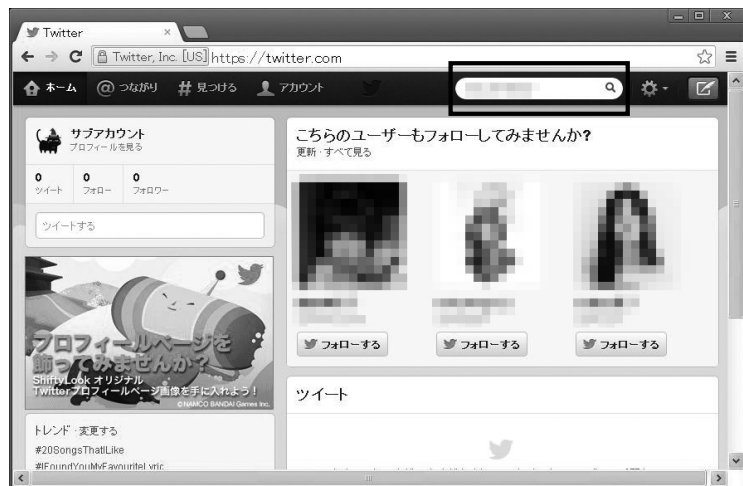 Twitter
Twitter, Inc. [US] https://twitter.com
ホーム @ つながり # 見つける アカウント
サブアカウント
プロフィールを見る
0 0 0
ツイート フォロー フォロワー
ツイートする
プロフィールページを
飾ってみませんか?
ShiftyLook オリジナル
Twitterプロフィールページ画像を手に入れよう!
©NAMCO BANDAI Games Inc.
トレンド · 変更する
#20SongsThatILike
#IFoundYouMyFavouriteLyric
こちらのユーザーもフォローしてみませんか?
更新 · すべて見る
フォローする フォローする フォローする
ツイート